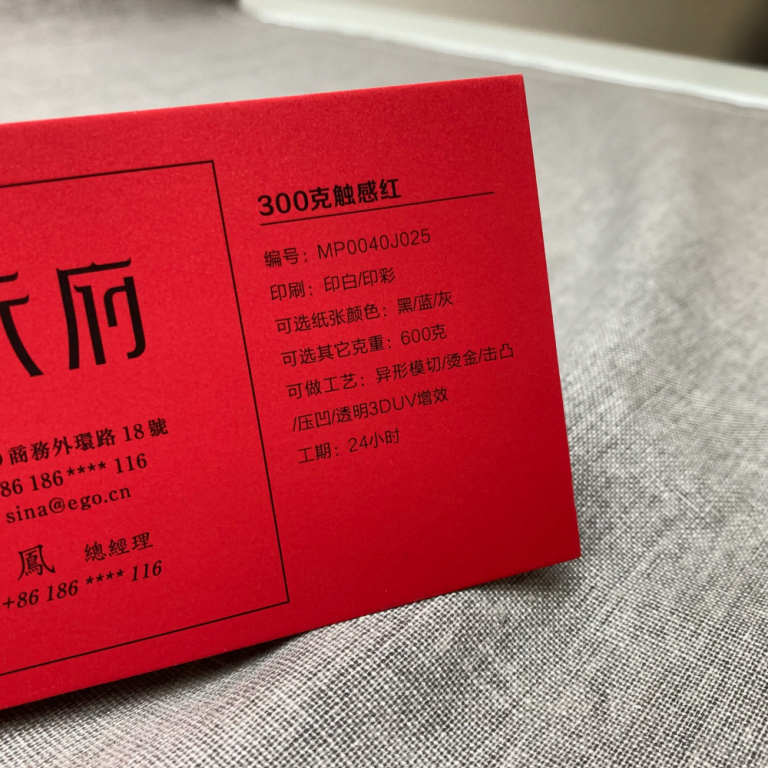 府
商務外環路 18 號
86 186 **** 116
sina@ego.cn
鳳 總經理
+86 186 **** 116
300克触感红
编号：MP0040J025
印刷：印白/印彩
可选纸张颜色：黑/蓝/灰
可选其它克重：600克
可做工艺：异形模切/烫金/击凸
/压凹/透明3DUV增效
工期：24小时